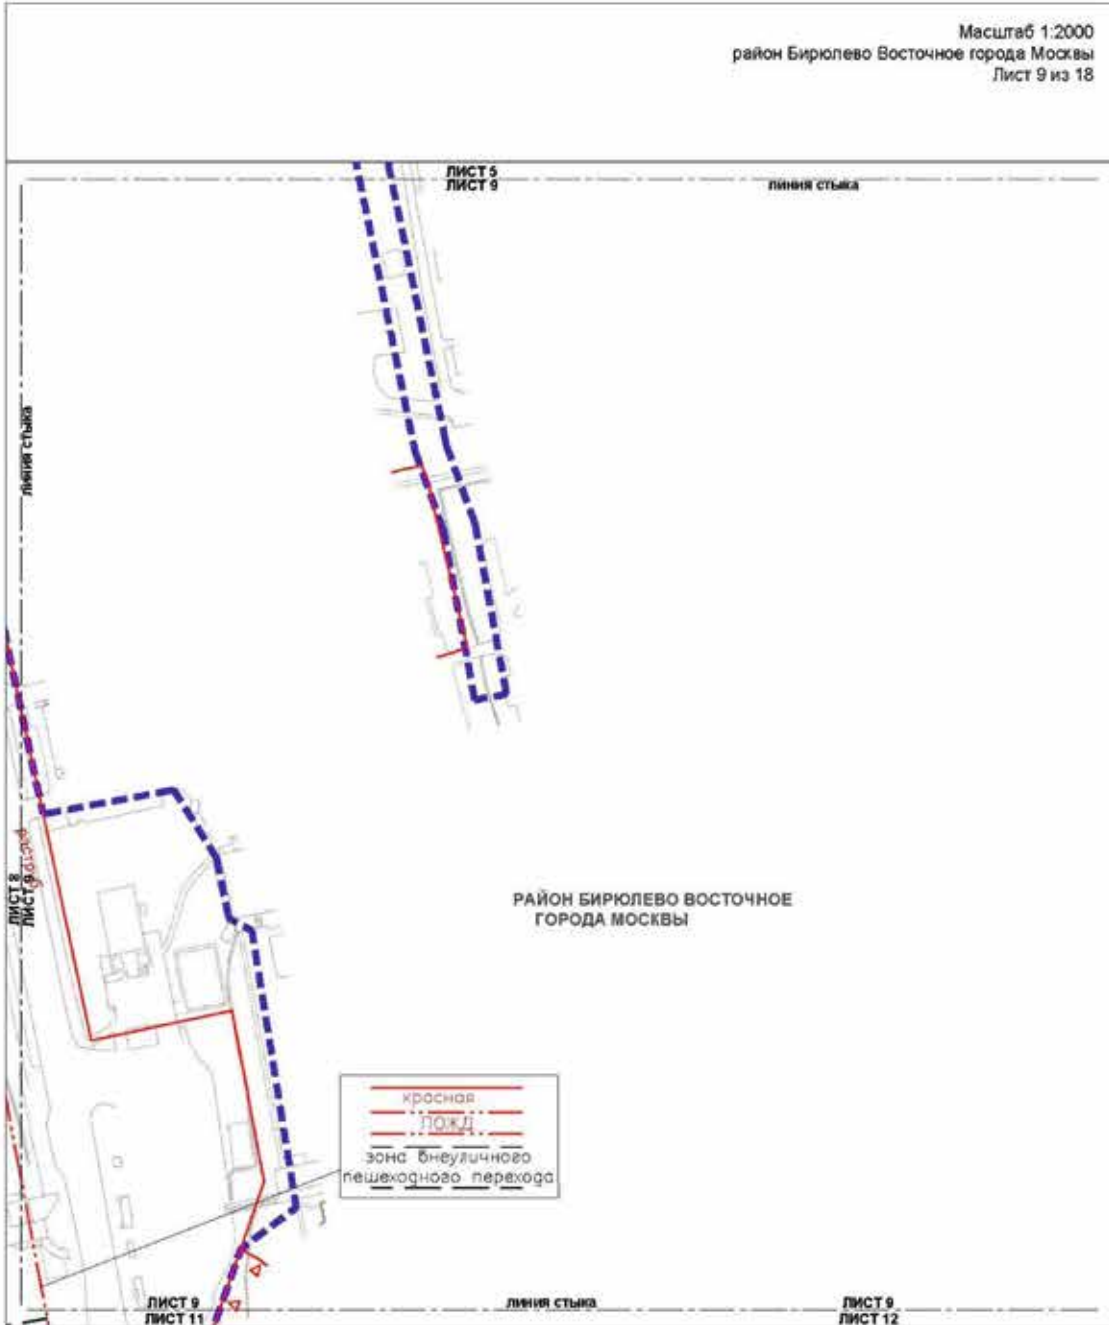 Масштаб 1:2000
район Бирюлево Восточное города Москвы
Лист 9 из 18
ЛИСТ 5
ЛИСТ 9
линия стыка
линия стыка
ЛИСТ 8
ЛИСТ 9
РАЙОН БИРЮЛЕВО ВОСТОЧНОЕ
ГОРОДА МОСКВЫ
красная
ПОЖД
зона внеуличного
пешеходного перехода
ЛИСТ 9
ЛИСТ 11
линия стыка
ЛИСТ 9
ЛИСТ 12